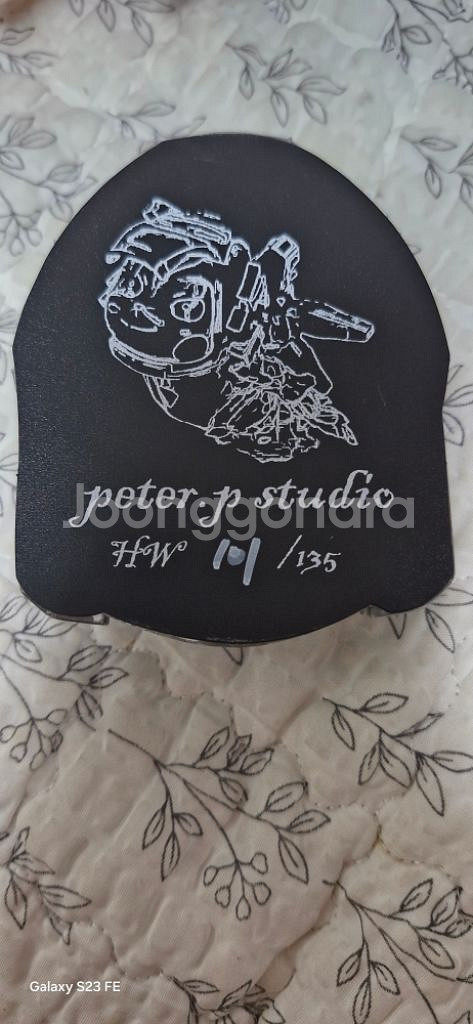 peter.p studio
Joonggonara
HW 101 /135
Galaxy S23 FE